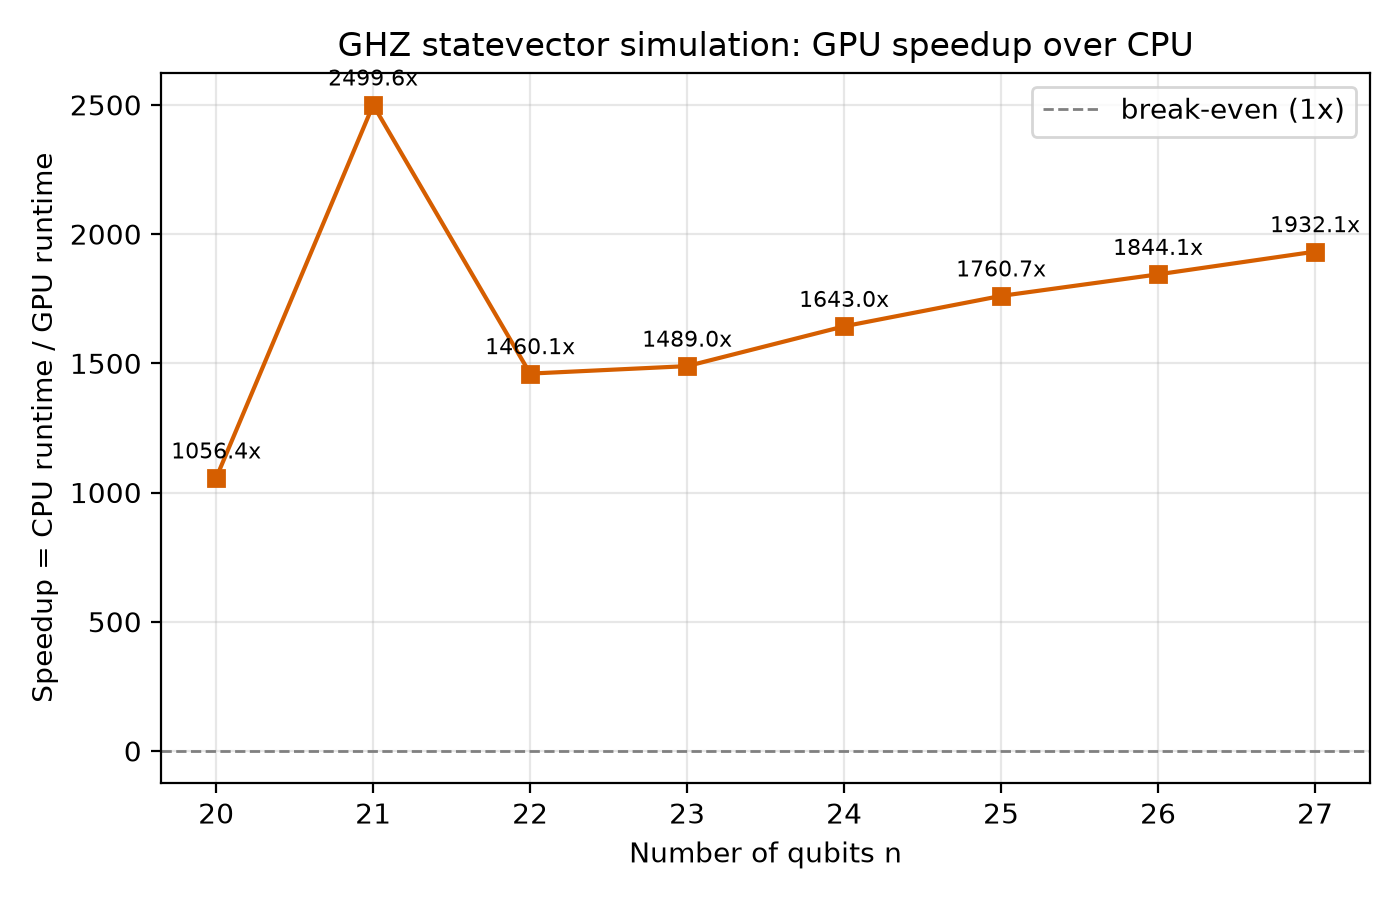 GHZ statevector simulation: GPU speedup over CPU
break-even (1x)
Speedup = CPU runtime / GPU runtime
2500
2000
1500
1000
500
0
1056.4x
2499.6x
1460.1x
1489.0x
1643.0x
1760.7x
1844.1x
1932.1x
20 21 22 23 24 25 26 27
Number of qubits n